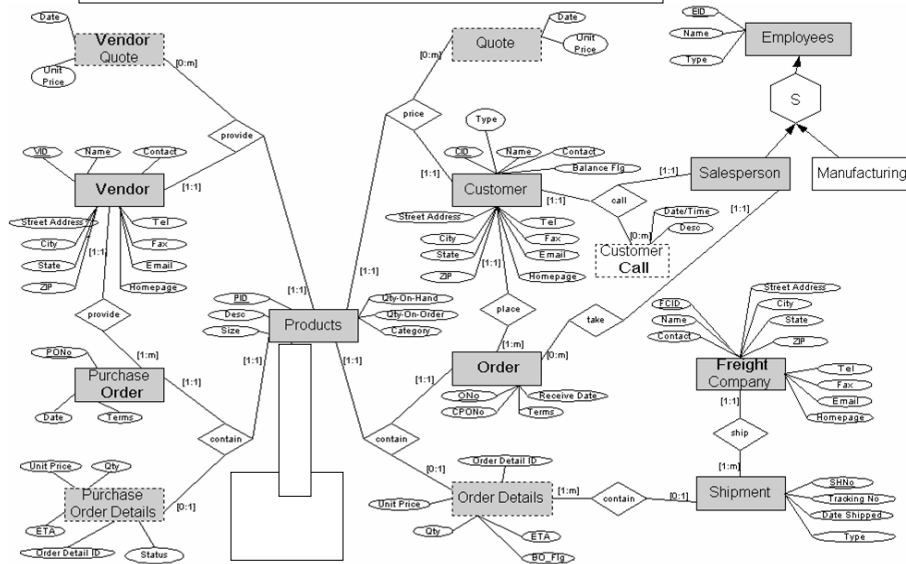 Date
Vendor
Quote
Unit
Price
[0:m]
provide
VID
Name
Contact
Vendor
[1:1]
Street Address
City
State
ZIP
Tel
Fax
Email
Homepage
[1:1]
provide
[1:m]
PONo
Purchase
Order
Date
Terms
[1:1]
contain
Unit Price
Qty
Purchase
Order Details
[0:1]
ETA
Order Detail ID
Status
Date
Quote
Unit
Price
[0:m]
price
Type
CID
Name
Contact
Balance Flg
[1:1]
Customer
[1:1]
Street Address
City
State
ZIP
Tel
Fax
Email
Homepage
[1:1]
[1:1]
place
[1:m]
PID
Desc
Size
Products
Qty-On-Hand
Qty-On-Order
Category
[1:1]
[1:1]
[1:1]
[1:1]
call
[1:1]
[0:m]
Date/Time
Desc
Customer
Call
take
[1:1]
[0:m]
Order
ONo
CPONo
Receive Date
Terms
[1:1]
contain
[0:1]
Order Detail ID
Unit Price
Order Details
Qty
ETA
BO_Flg
[1:m]
contain
[0:1]
EID
Name
Type
Employees
S
Salesperson
Manufacturing
FCID
Name
Contact
Street Address
City
State
ZIP
Freight
Company
Tel
Fax
Email
Homepage
[1:1]
ship
[1:m]
Shipment
SHNo
Tracking No
Date Shipped
Type